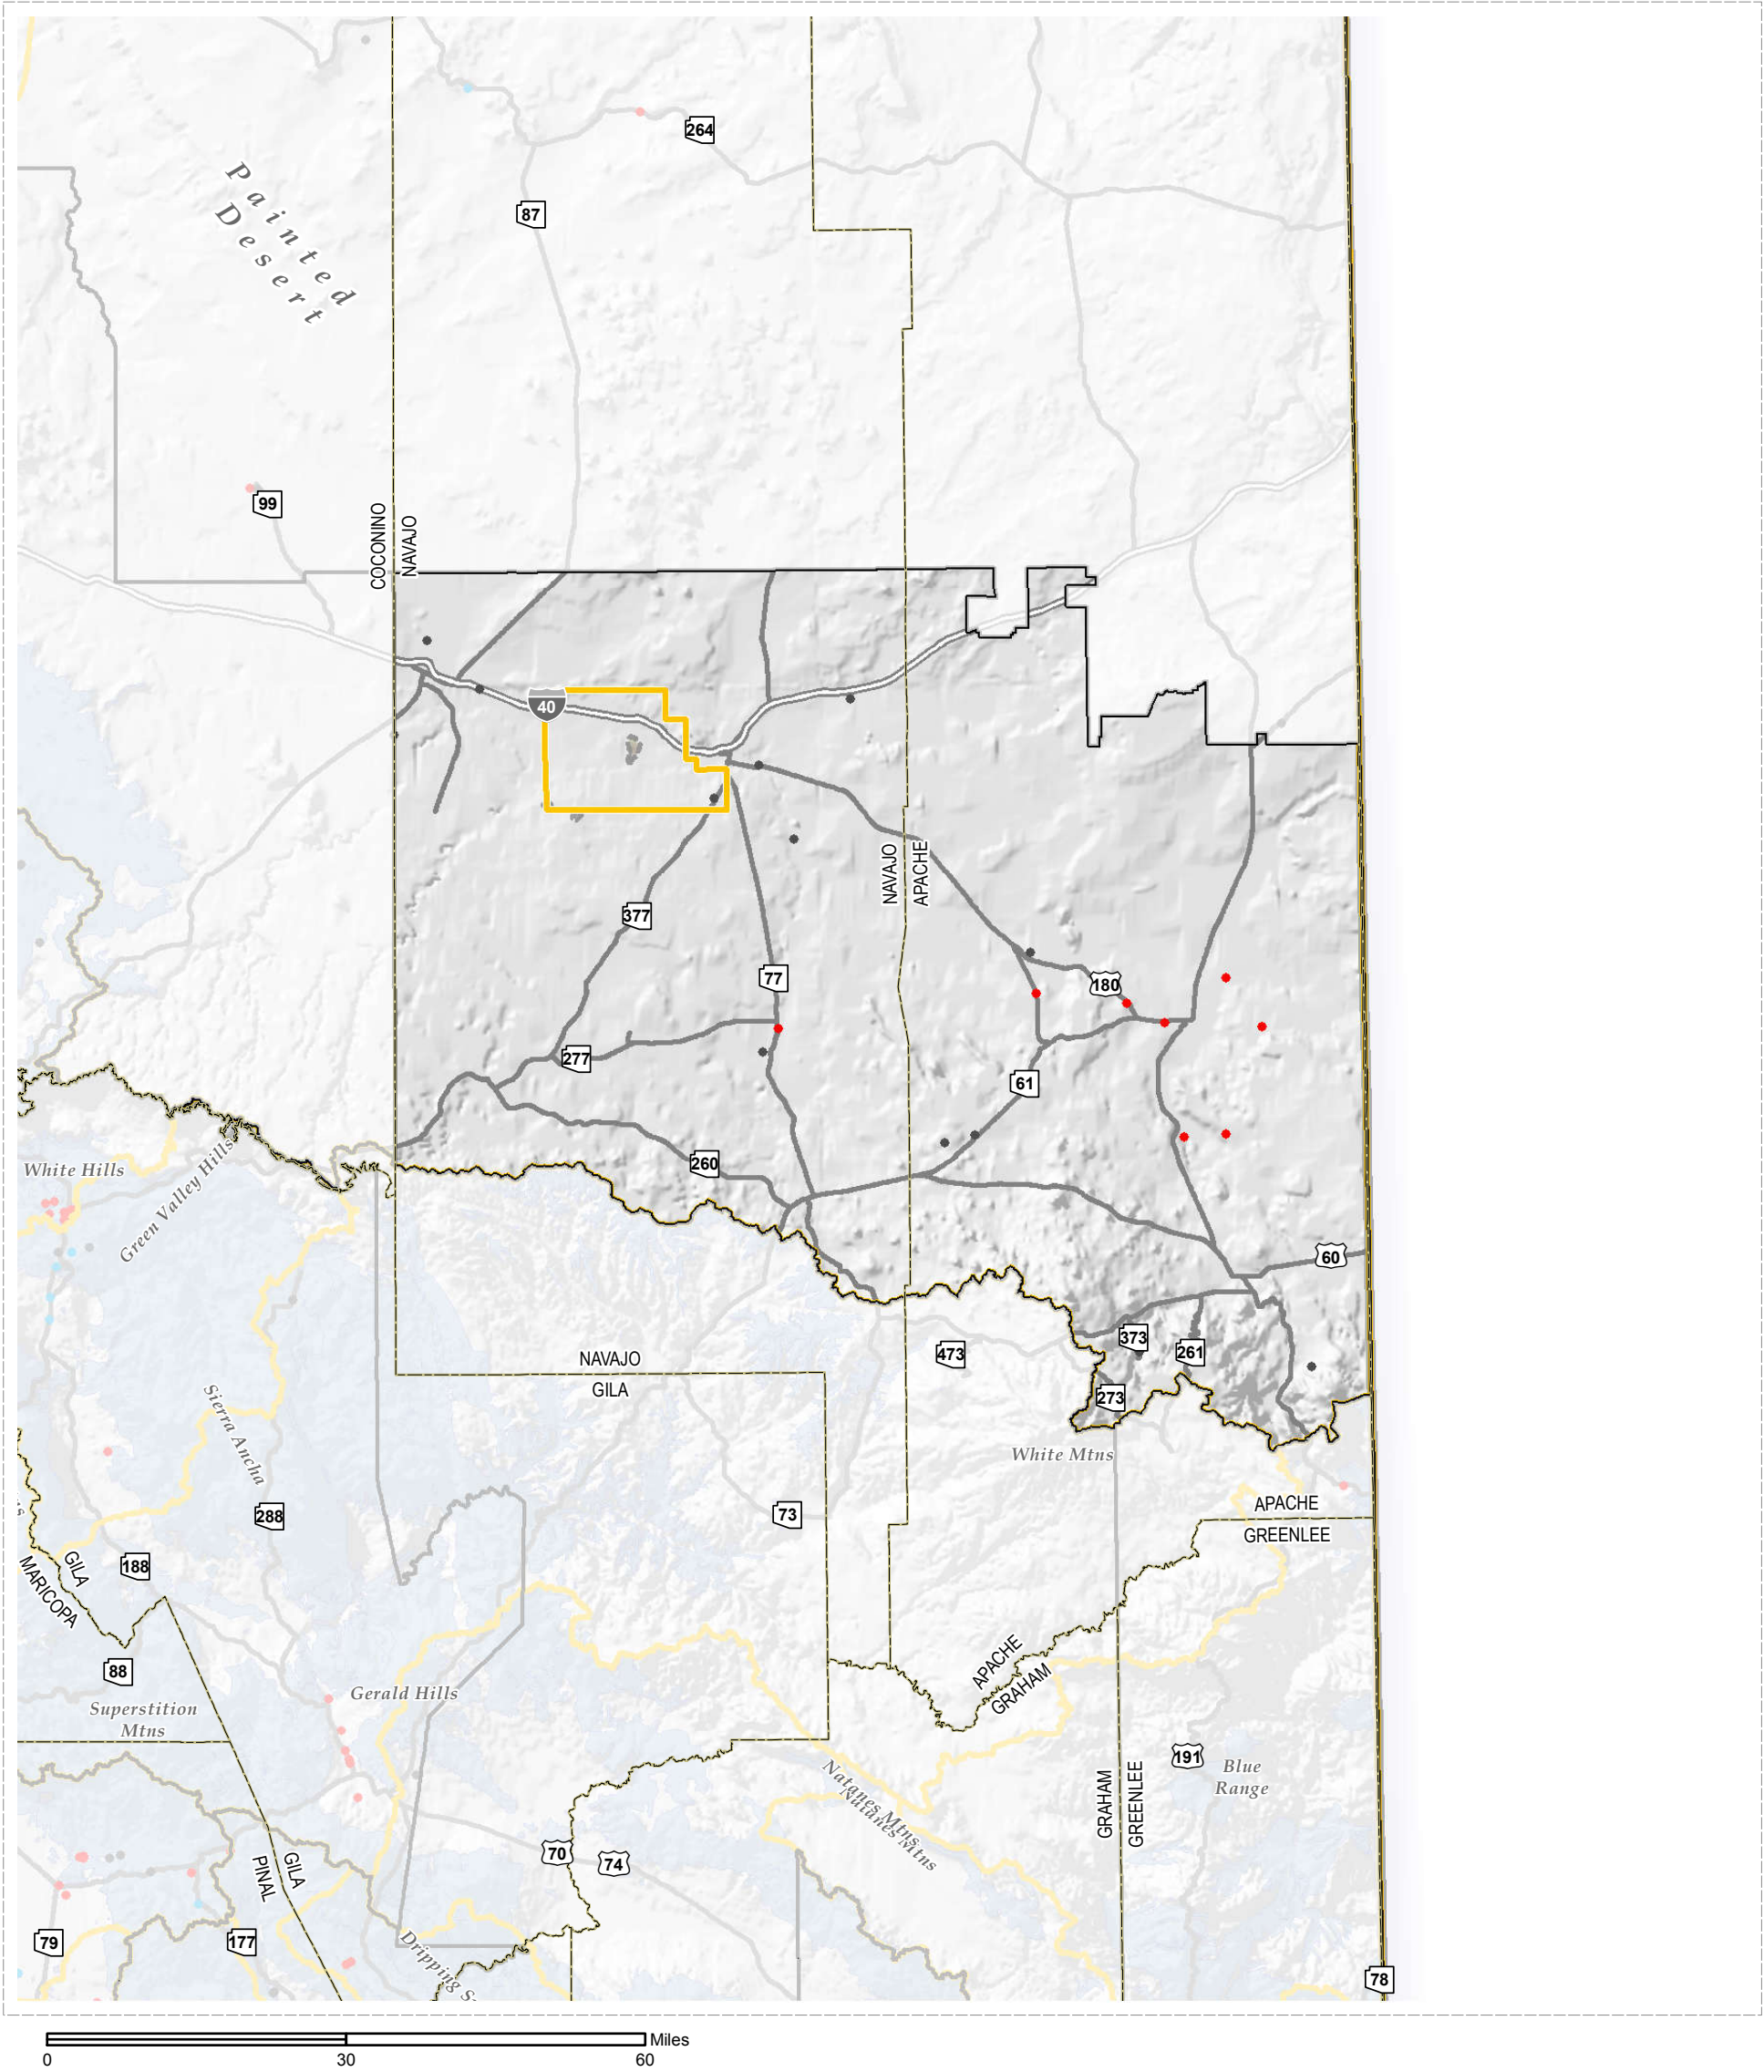 264
87
Painted
Desert
99
COCONINO
NAVAJO
40
NAVAJO
APACHE
377
77
180
277
61
White Hills
Green Valley Hills
260
60
373
261
473
NAVAJO
GILA
273
White Mtns
Sierra Ancha
288
73
APACHE
GREENLEE
188
GILA
MARICOPA
88
APACHE
GRAHAM
Superstition
Mtns
Gerald Hills
191
Blue
Range
Natanes Mtns
Natanes Mtns
GRAHAM
GREENLEE
70
74
GILA
PINAL
79
177
Dripping S
78
Miles
0 30 60